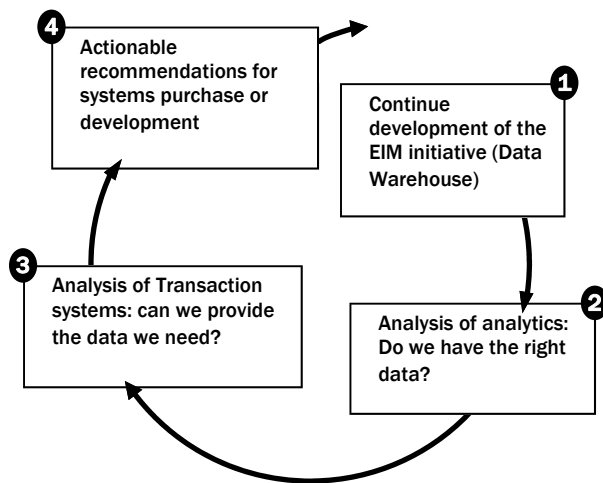 4
Actionable
recommendations for
systems purchase or
development
1
Continue
development of the
EIM initiative (Data
Warehouse)
3
Analysis of Transaction
systems: can we provide
the data we need?
2
Analysis of analytics:
Do we have the right
data?